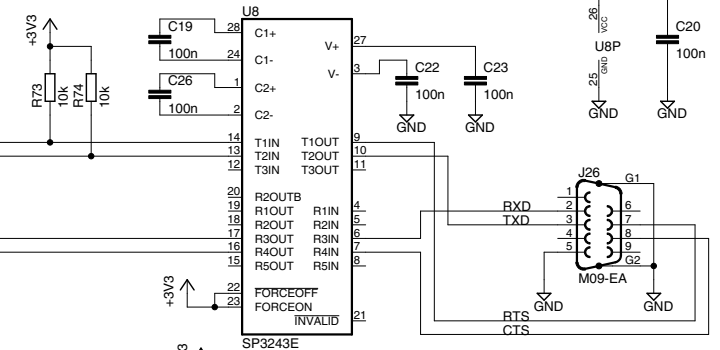 U8
+3V3
R73
10k
R74
10k
C19
100n
C26
100n
28
24
1
2
14
13
12
20
19
18
17
16
15
22
23
C1+
C1-
C2+
C2-
T1IN
T2IN
T3IN
R2OUTB
R1OUT
R2OUT
R3OUT
R4OUT
R5OUT
FORCEOFF
FORCEON
V+
V-
T1OUT
T2OUT
T3OUT
R1IN
R2IN
R3IN
R4IN
R5IN
INVALID
27
3
9
10
11
4
5
6
7
8
21
SP3243E
+3V3
3V3
C22
100n
GND
C23
100n
GND
26
VCC
U8P
25
GND
GND
C20
100n
GND
J26
G1
1
2
3
4
5
6
7
8
9
G2
M09-EA
RXD
TXD
GND
GND
RTS
CTS